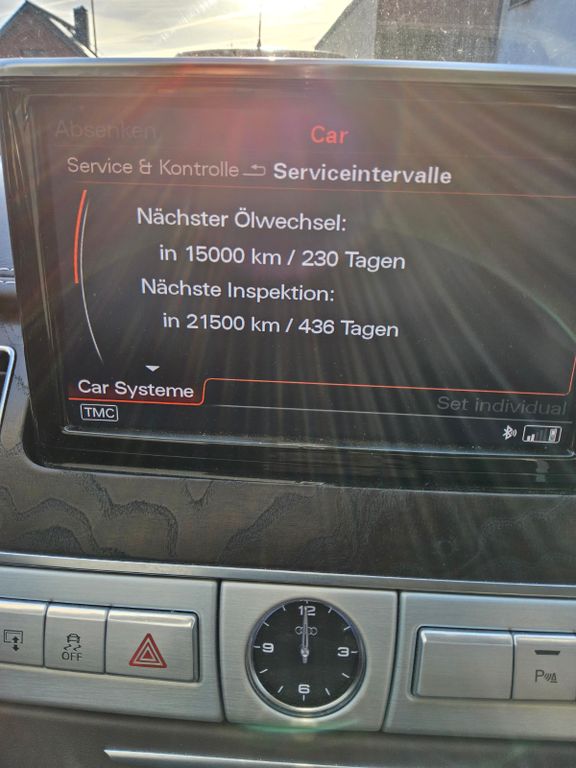 Absenken
Car
Service & Kontrolle Serviceintervalle
Nächster Ölwechsel:
in 15000 km / 230 Tagen
Nächste Inspektion:
in 21500 km / 436 Tagen
Car Systeme
Set individual
TMC
OFF
12
9
3
6
P